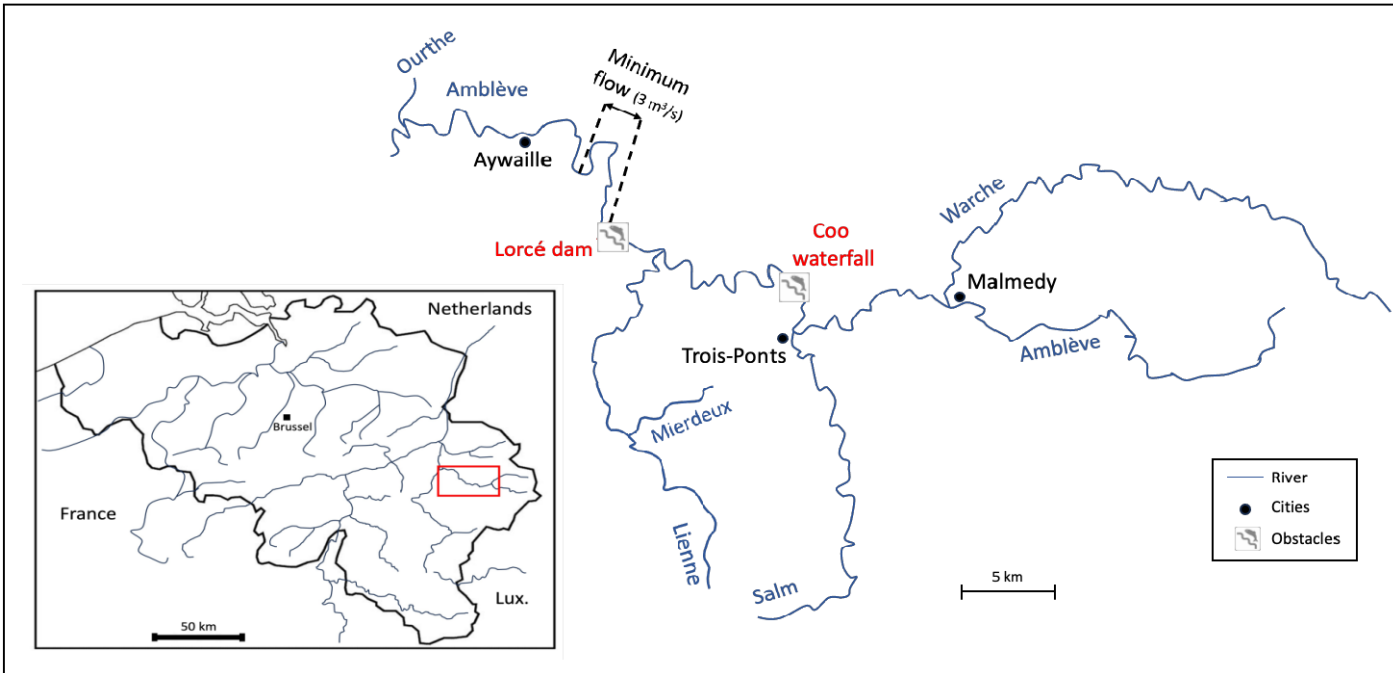 Ourthe
Amblève
Minimum
flow (3 m³/s)
Aywaille
Lorcé dam
Coo
waterfall
Warche
Malmedy
Amblève
Trois-Ponts
Mierdeux
Lienne
Salm
Netherlands
Brussel
France
Lux.
50 km
5 km
River
Cities
Obstacles